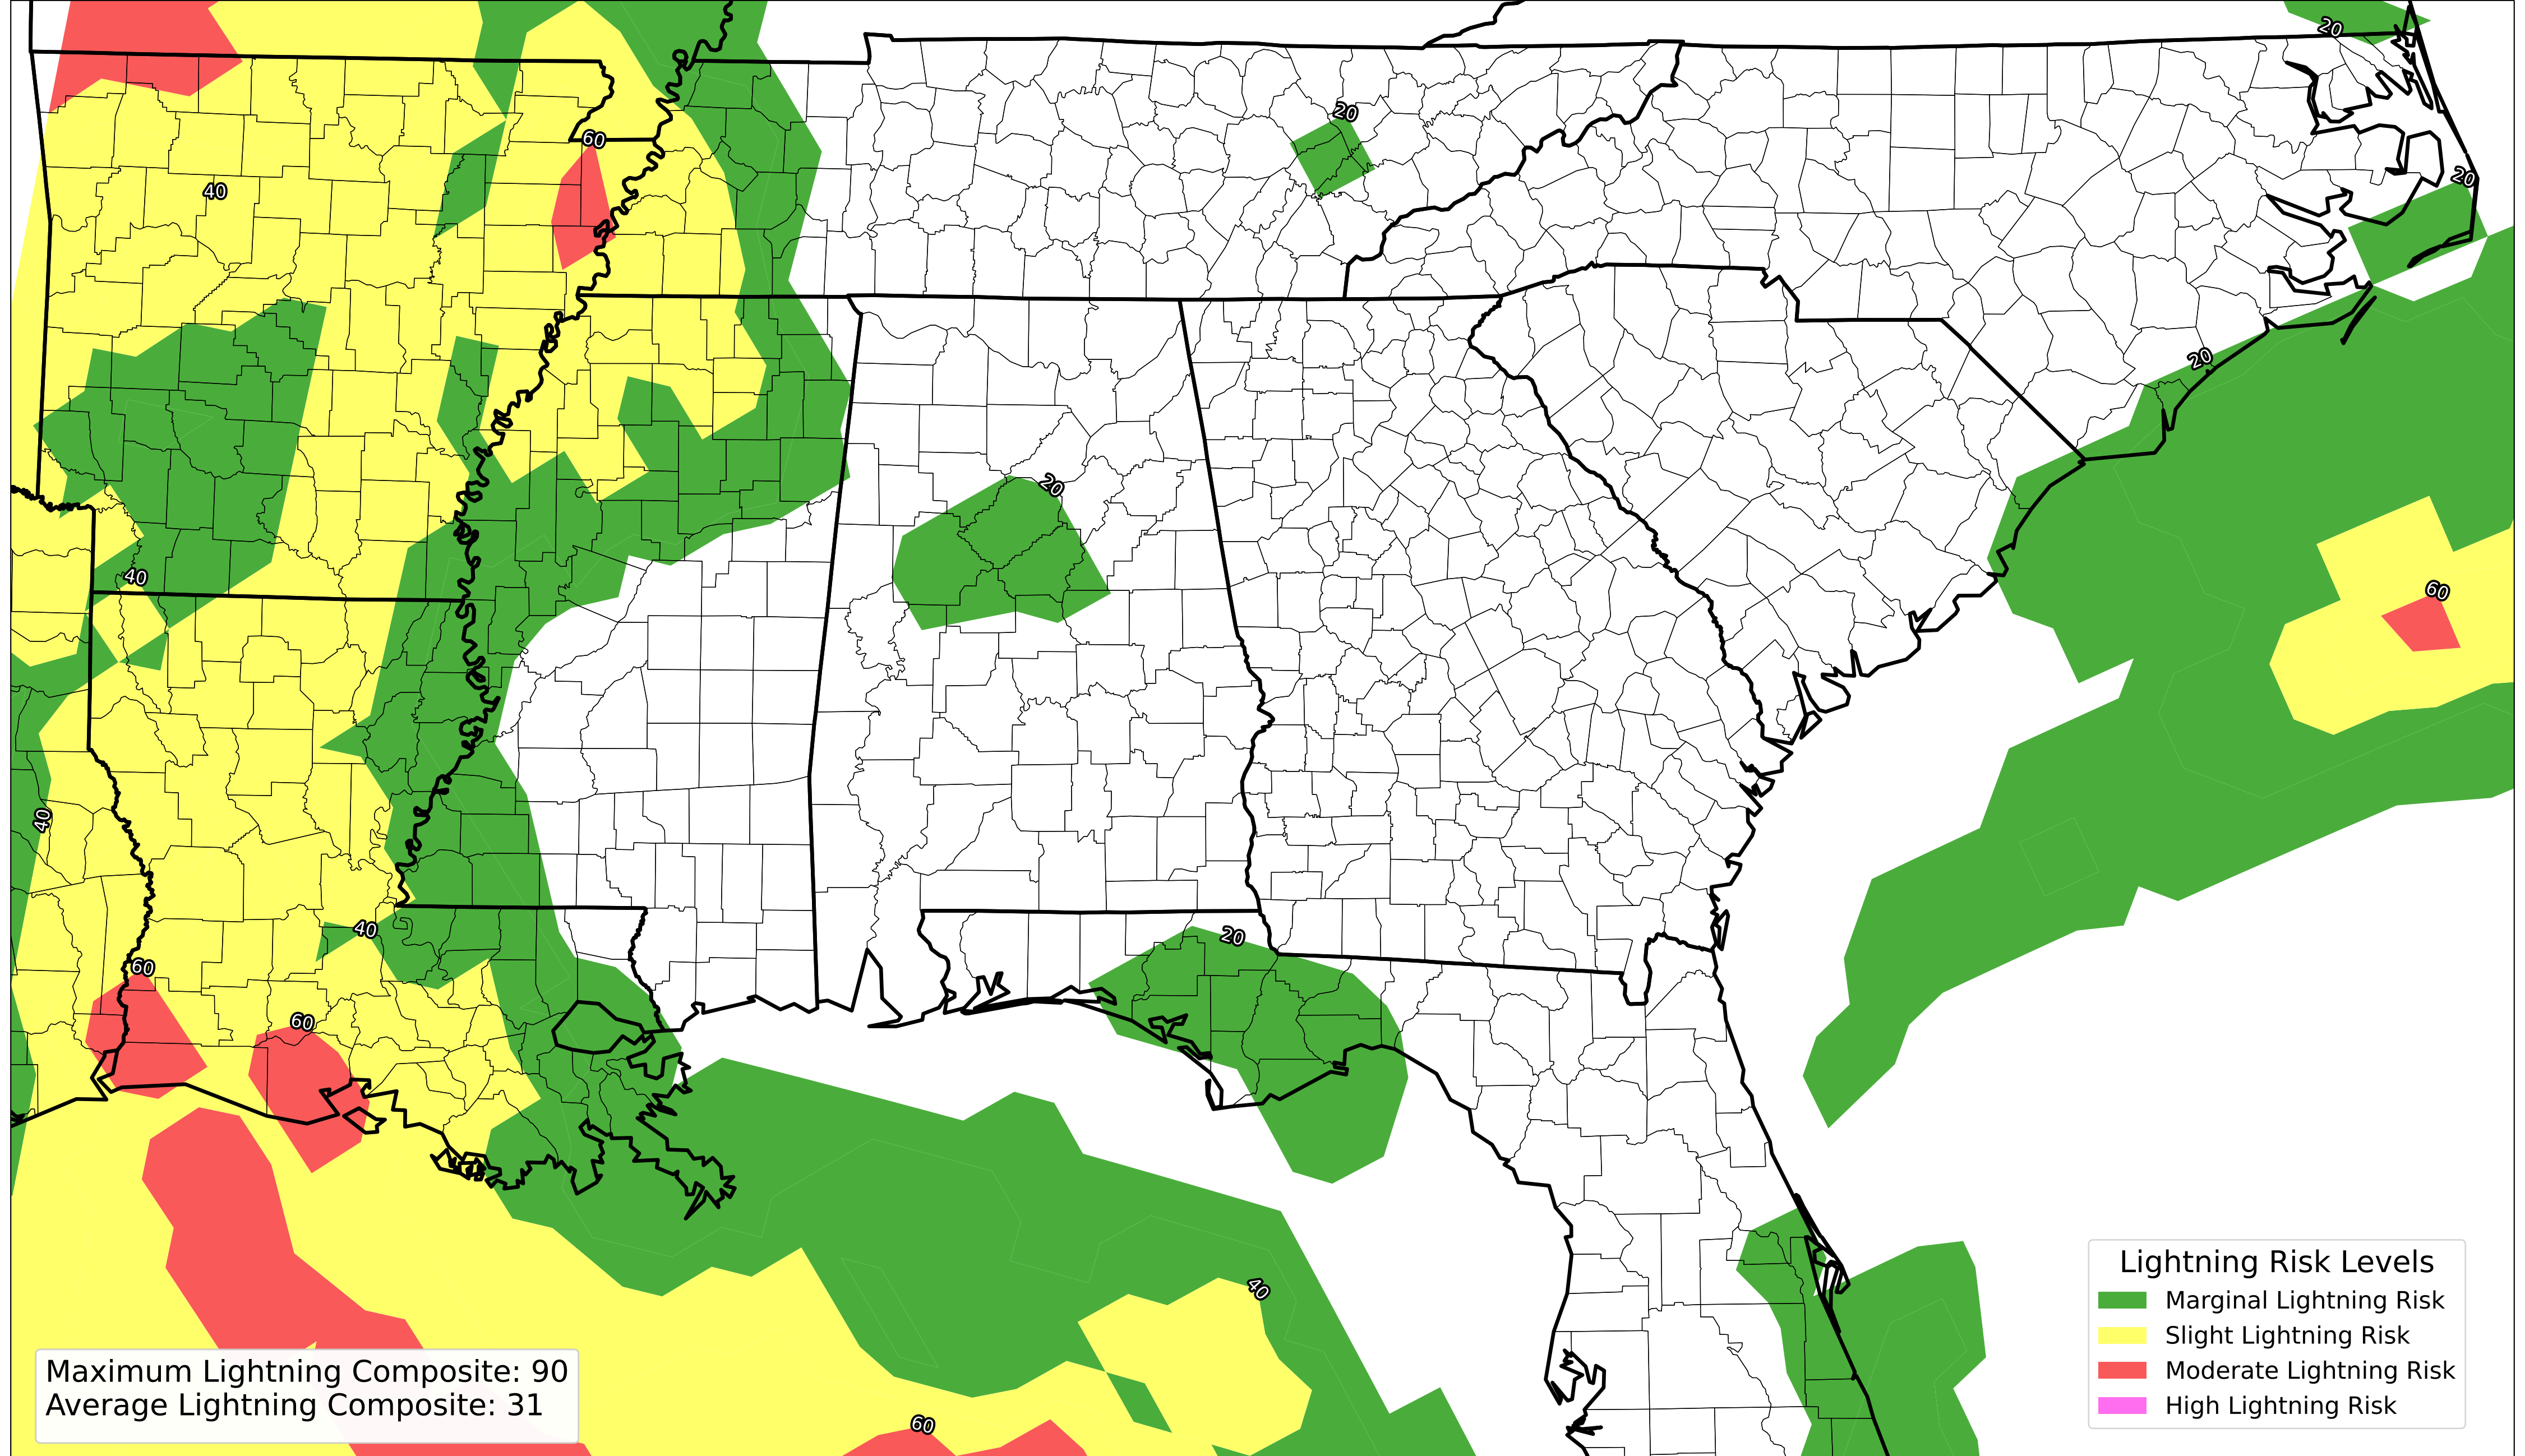 20
20
60
40
20
20
20
40
60
40
20
40
60
60
40
60
Lightning Risk Levels
Marginal Lightning Risk
Slight Lightning Risk
Moderate Lightning Risk
High Lightning Risk
Maximum Lightning Composite: 90
Average Lightning Composite: 31